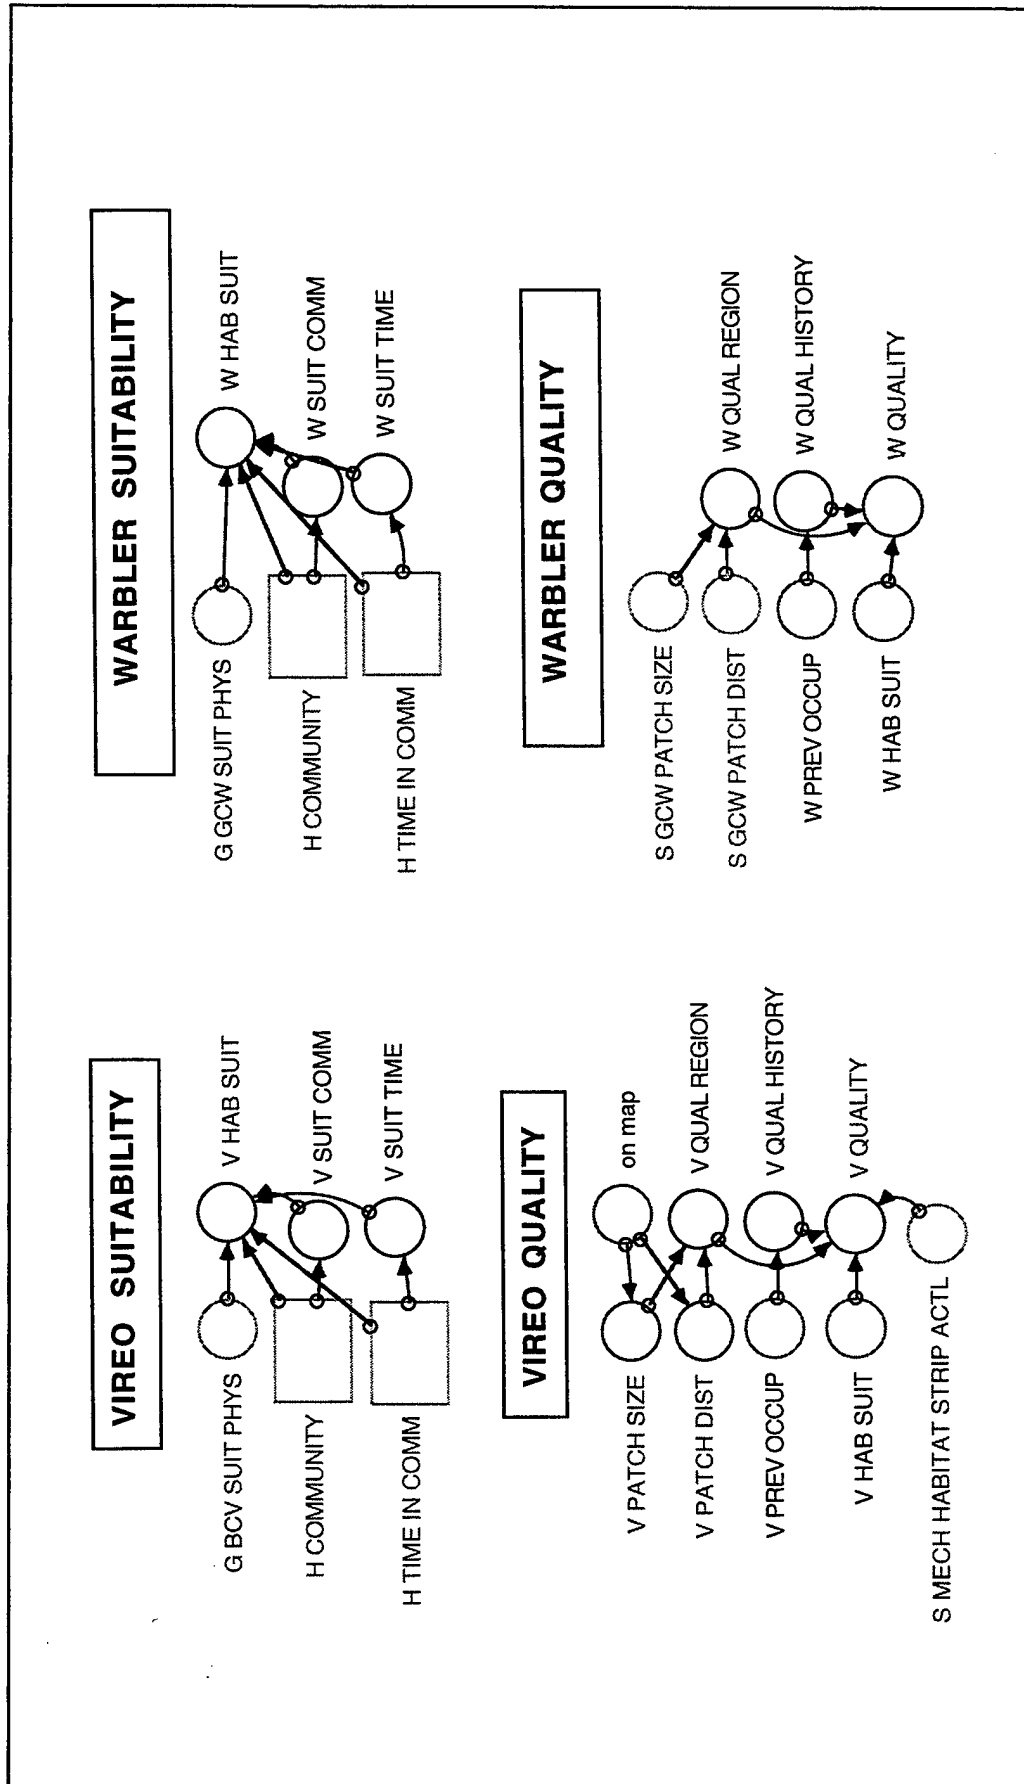 VIREO SUITABILITY
G BCV SUIT PHYS
V HAB SUIT
H COMMUNITY
V SUIT COMM
H TIME IN COMM
V SUIT TIME
WARBLER SUITABILITY
G GCW SUIT PHYS
W HAB SUIT
H COMMUNITY
W SUIT COMM
H TIME IN COMM
W SUIT TIME
VIREO QUALITY
on map
V PATCH SIZE
V QUAL REGION
V PATCH DIST
V QUAL HISTORY
V PREV OCCUP
V QUALITY
V HAB SUIT
S MECH HABITAT STRIP ACTL
WARBLER QUALITY
S GCW PATCH SIZE
W QUAL REGION
S GCW PATCH DIST
W QUAL HISTORY
W PREV OCCUP
W QUALITY
W HAB SUIT